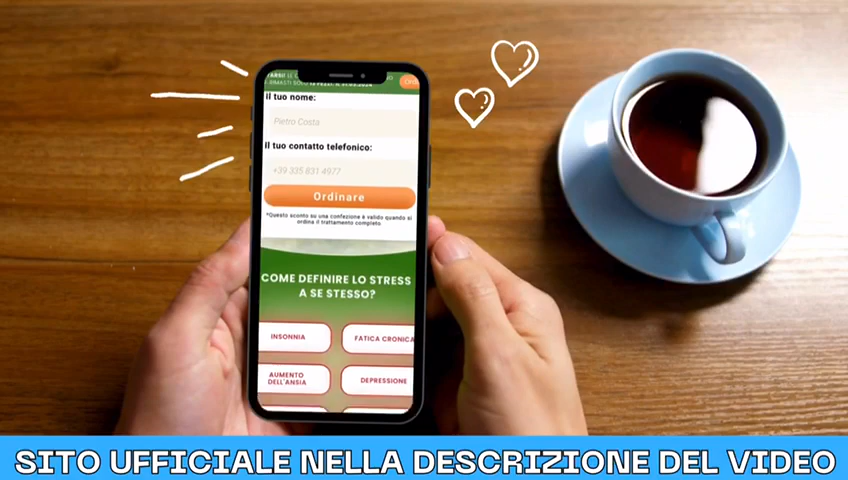 Il tuo nome:
Pietro Costa
Il tuo contatto telefonico:
+39 335 831 4977
Ordinare
*Questo sconto su una confezione è valido quando si
ordina il trattamento completo
COME DEFINIRE LO STRESS
A SE STESSO?
INSONNIA
FATICA CRONICA
AUMENTO
DELL'ANSIA
DEPRESSIONE
SITO UFFICIALE NELLA DESCRIZIONE DEL VIDEO